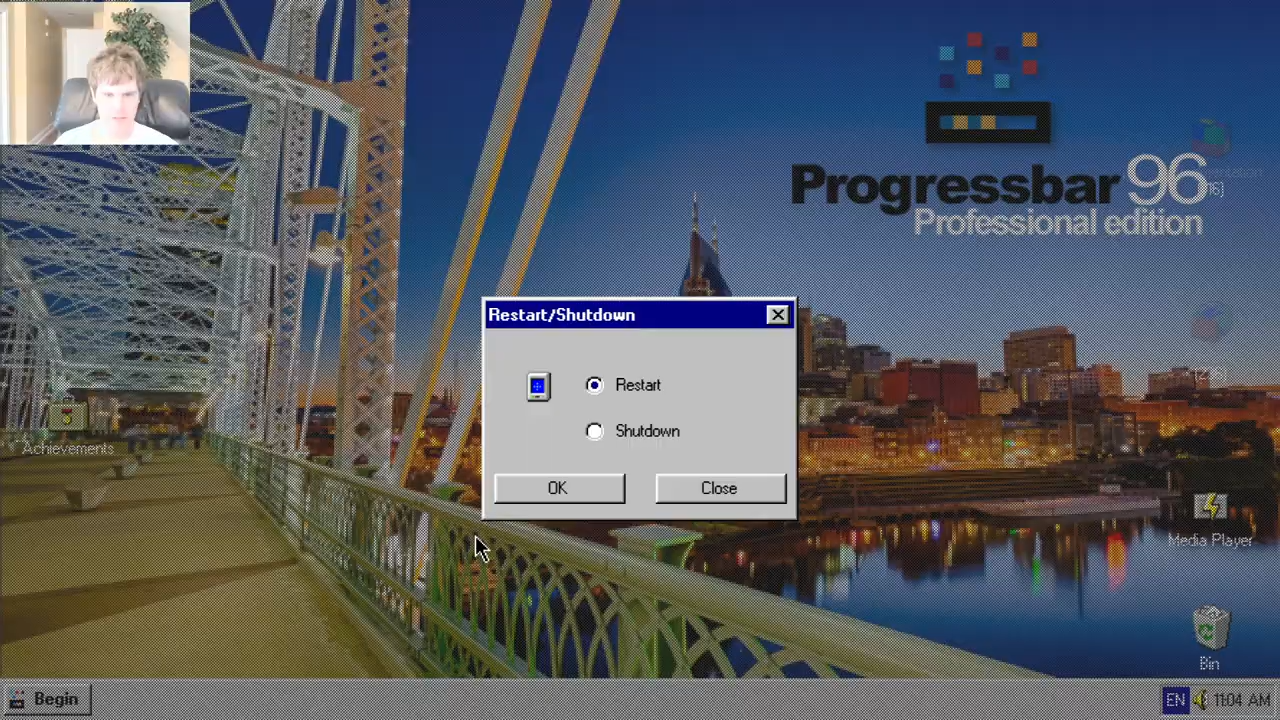 Progressbar 96
[16]
Professional edition
Restart/Shutdown
Restart
Shutdown
OK
Close
Achievements
Media Player
Bin
Begin
EN
11:04 AM